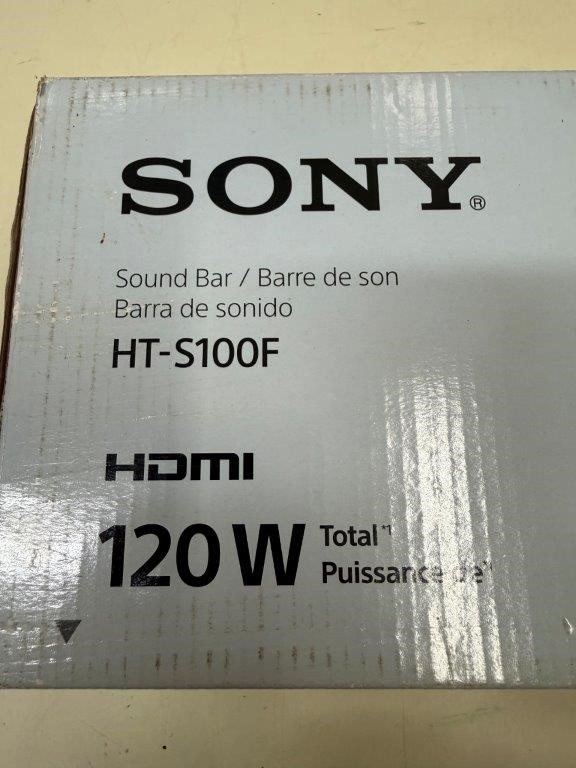 SONY®
Sound Bar / Barre de son
Barra de sonido
HT-S100F
HDMI
120 W Total*1
Puissance de*1